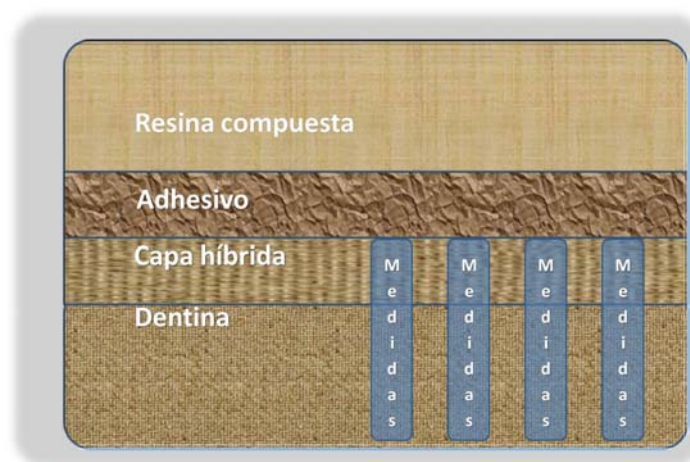 Resina compuesta
Adhesivo
Capa híbrida
Dentina
Medidas
Medidas
Medidas
Medidas